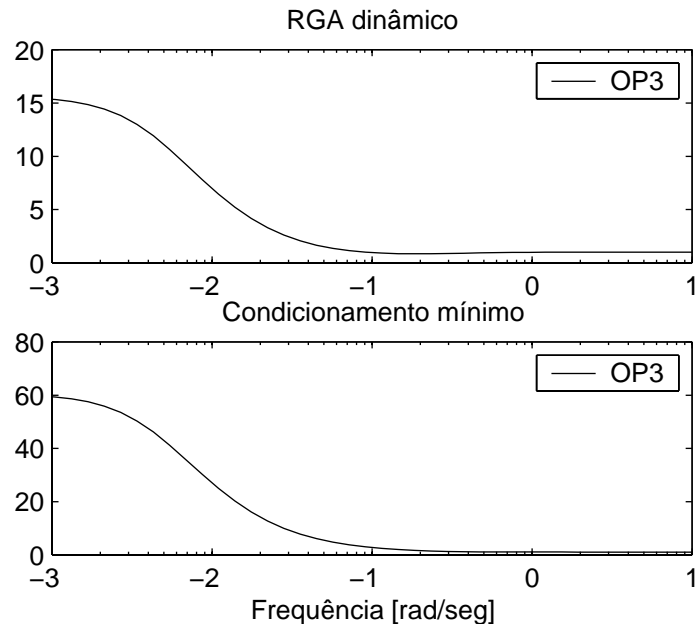 RGA dinâmico
20
15
10
5
0
OP3
−3 −2 −1 0 1
Condicionamento mínimo
80
60
40
20
0
OP3
−3 −2 −1 0 1
Frequência [rad/seg]